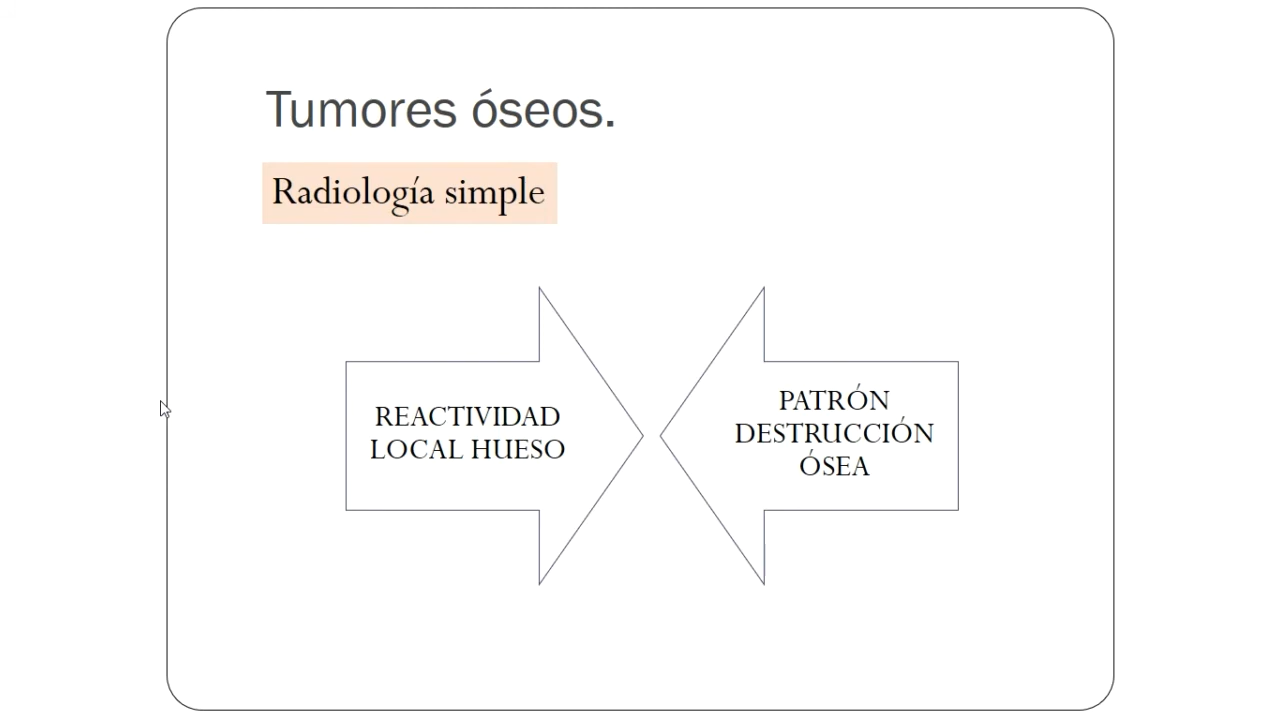 Tumores óseos.
Radiología simple
REACTIVIDAD
LOCAL HUESO
PATRÓN
DESTRUCCIÓN
ÓSEA